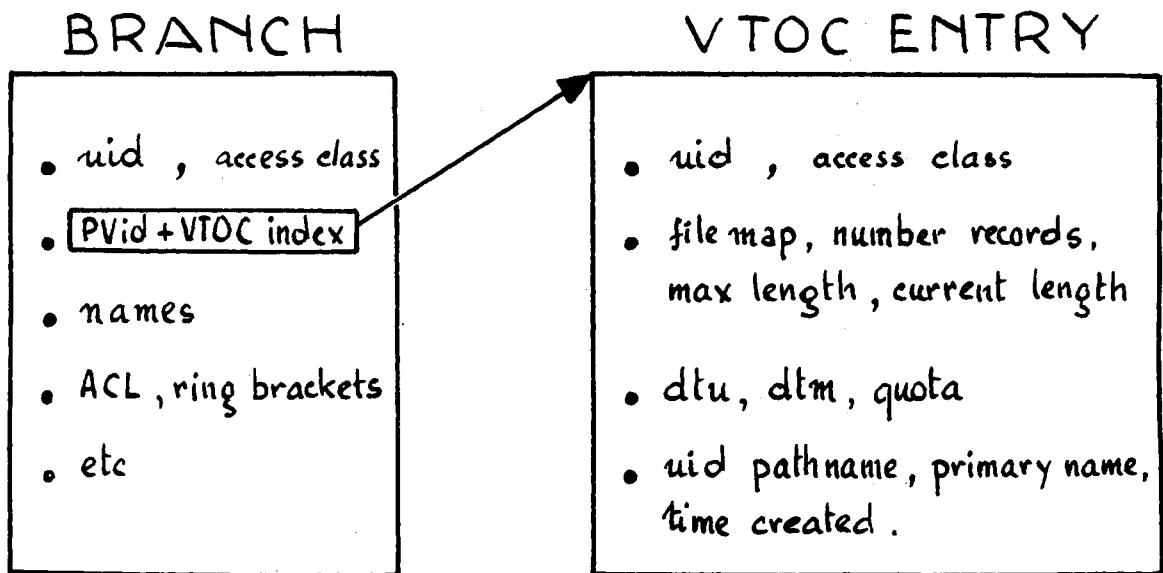 BRANCH
• uid , access class
• PVid + VTOC index
• names
• ACL , ring brackets
• etc
VTOC ENTRY
• uid , access class
• file map, number records,
max length , current length
• dtu, dtm, quota
• uid pathname, primary name,
time created .